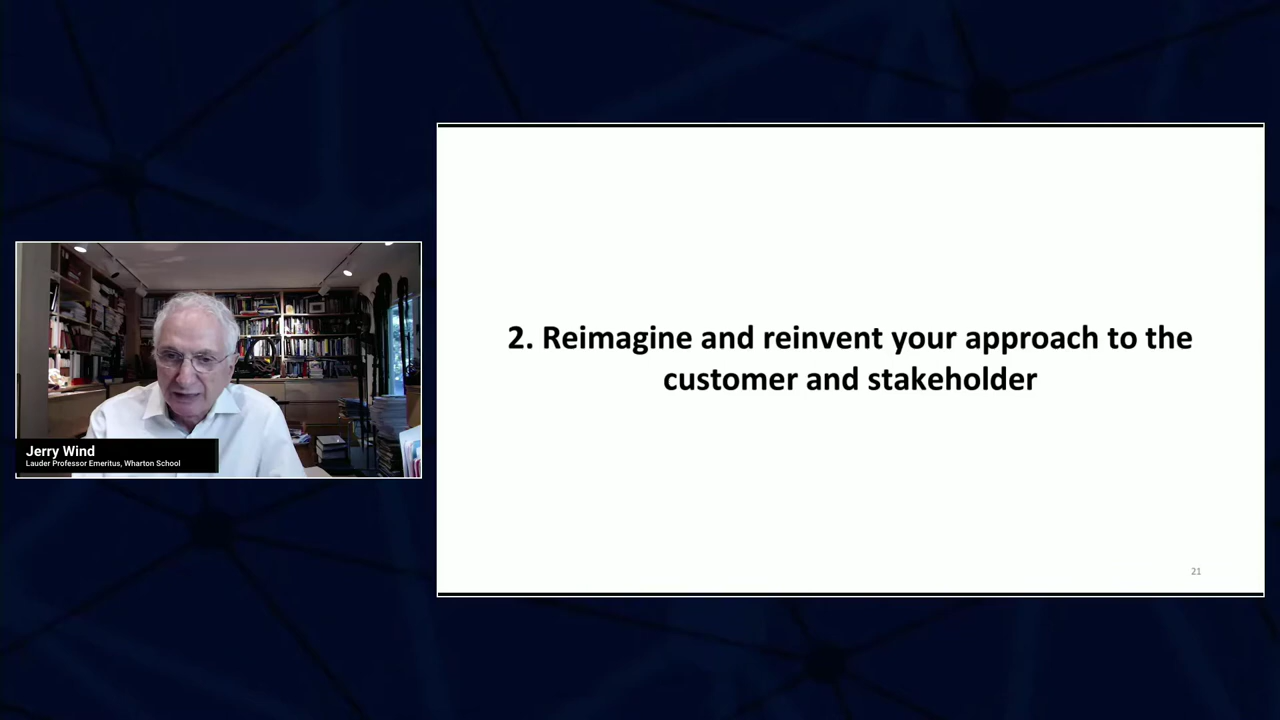 Jerry Wind
Lauder Professor Emeritus, Wharton School
2. Reimagine and reinvent your approach to the
customer and stakeholder
21